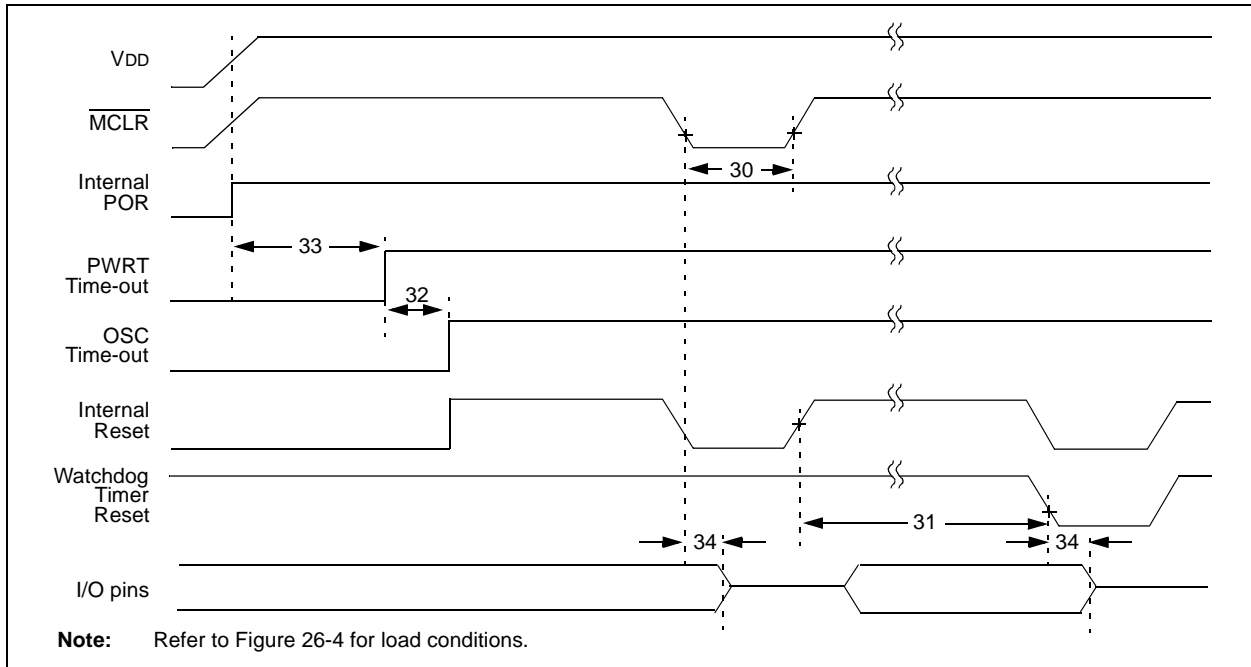 VDD
MCLR
30
Internal
POR
33
PWRT
Time-out
32
OSC
Time-out
Internal
Reset
Watchdog
Timer
Reset
31
34
34
I/O pins
Note: Refer to Figure 26-4 for load conditions.